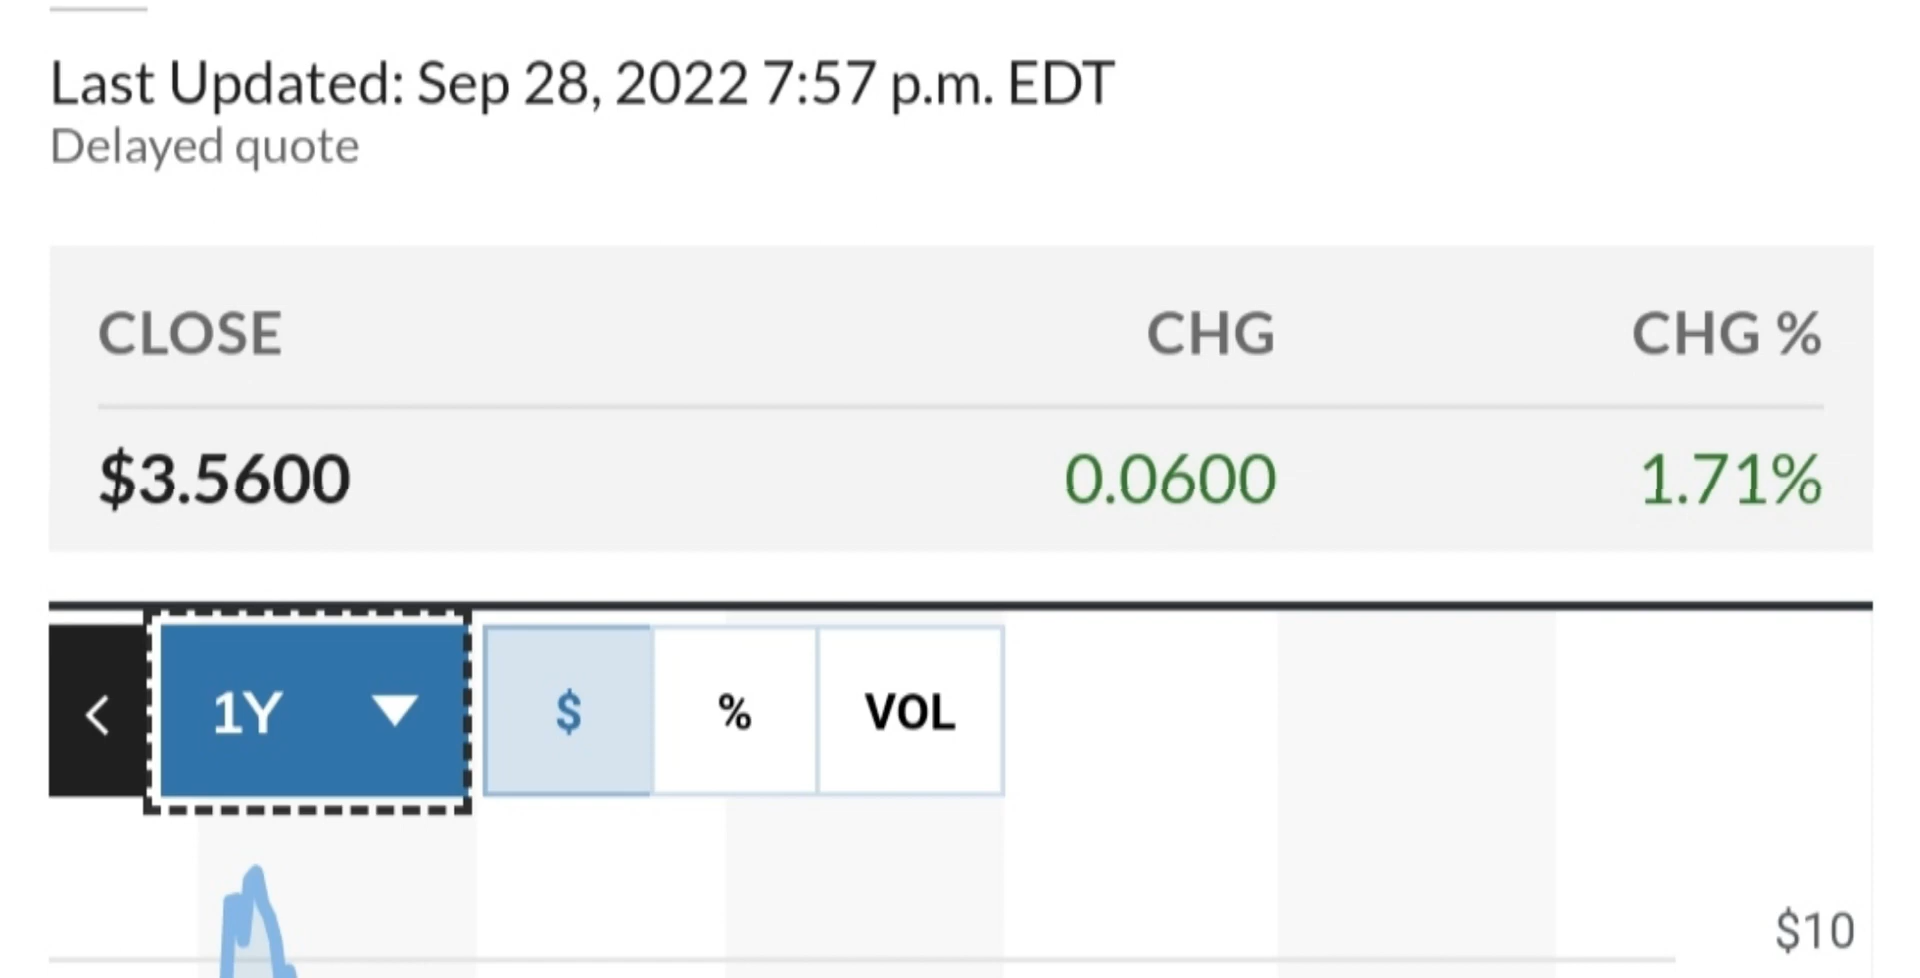 Last Updated: Sep 28, 2022 7:57 p.m. EDT
Delayed quote
CLOSE CHG CHG %
$3.5600 0.0600 1.71%
< 1Y $ % VOL
$10